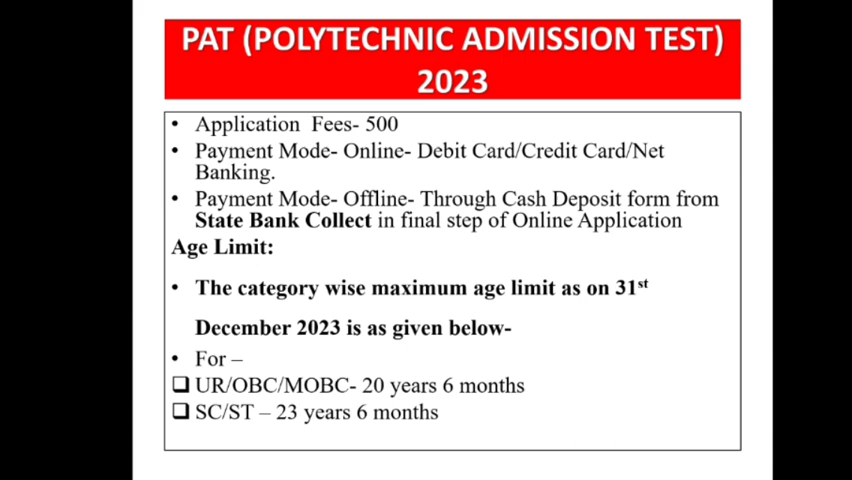 PAT (POLYTECHNIC ADMISSION TEST)
2023
• Application Fees- 500
• Payment Mode- Online- Debit Card/Credit Card/Net
Banking.
• Payment Mode- Offline- Through Cash Deposit form from
State Bank Collect in final step of Online Application
Age Limit:
• The category wise maximum age limit as on 31st
December 2023 is as given below-
• For –
❑ UR/OBC/MOBC- 20 years 6 months
❑ SC/ST – 23 years 6 months